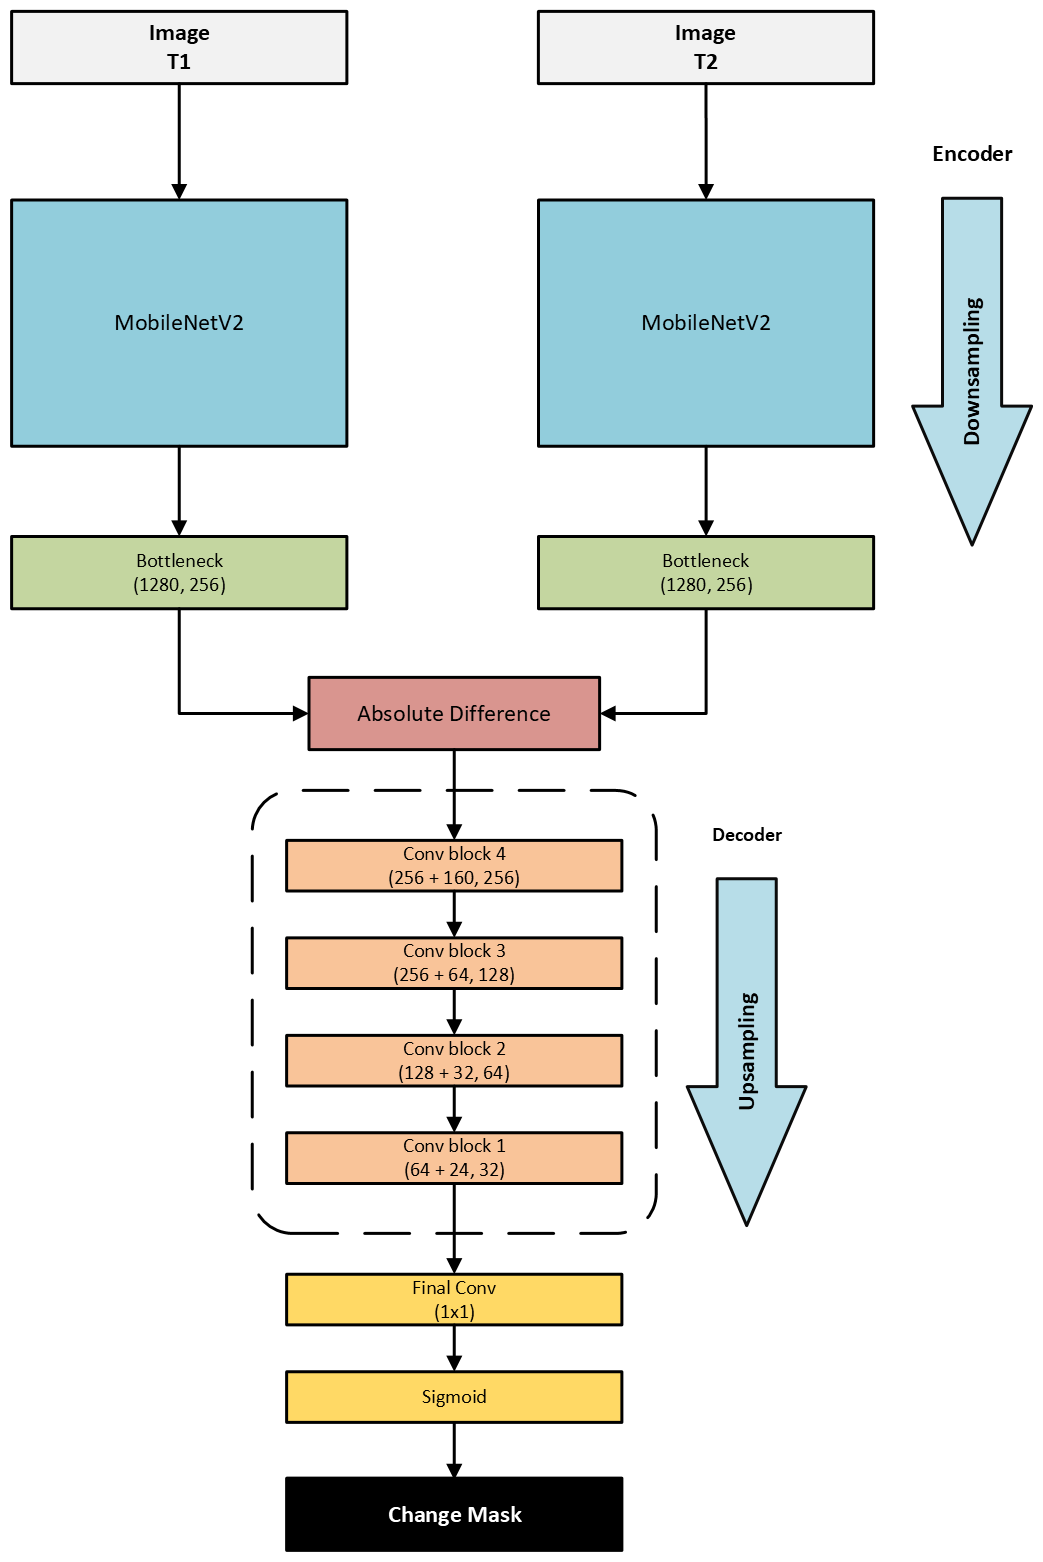 Image
T1
Image
T2
Encoder
MobileNetV2
MobileNetV2
Downsampling
Bottleneck
(1280, 256)
Bottleneck
(1280, 256)
Absolute Difference
Decoder
Conv block 4
(256 + 160, 256)
Conv block 3
(256 + 64, 128)
Conv block 2
(128 + 32, 64)
Upsampling
Conv block 1
(64 + 24, 32)
Final Conv
(1x1)
Sigmoid
Change Mask